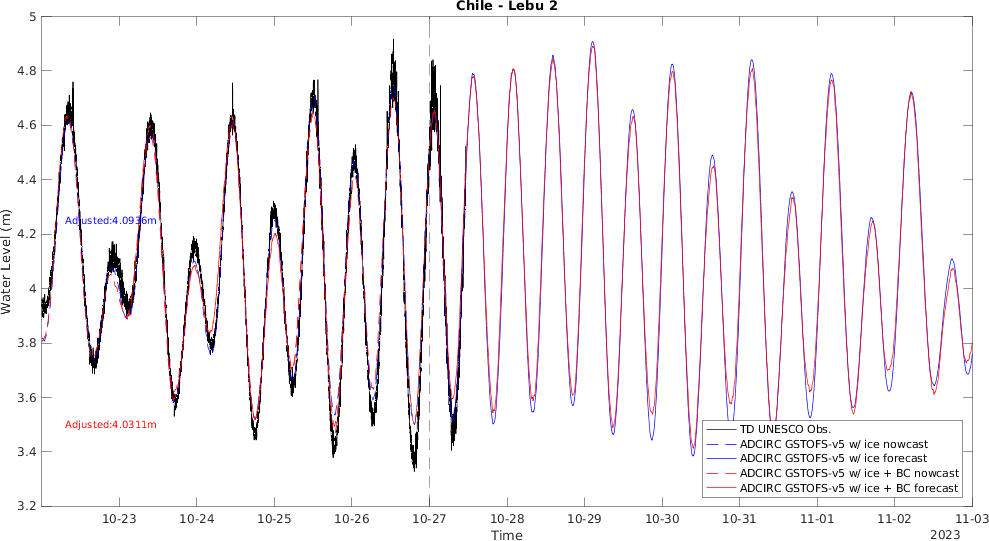 Chile - Lebu 2
5
4.8
4.6
4.4
4.2
4
3.8
3.6
3.4
3.2
Water Level (m)
Adjusted:4.0936m
Adjusted:4.0311m
TD UNESCO Obs.
ADCIRC GSTOFS-v5 w/ ice nowcast
ADCIRC GSTOFS-v5 w/ ice forecast
ADCIRC GSTOFS-v5 w/ ice + BC nowcast
ADCIRC GSTOFS-v5 w/ ice + BC forecast
10-23 10-24 10-25 10-26 10-27 10-28 10-29 10-30 10-31 11-01 11-02 11-03
Time
2023